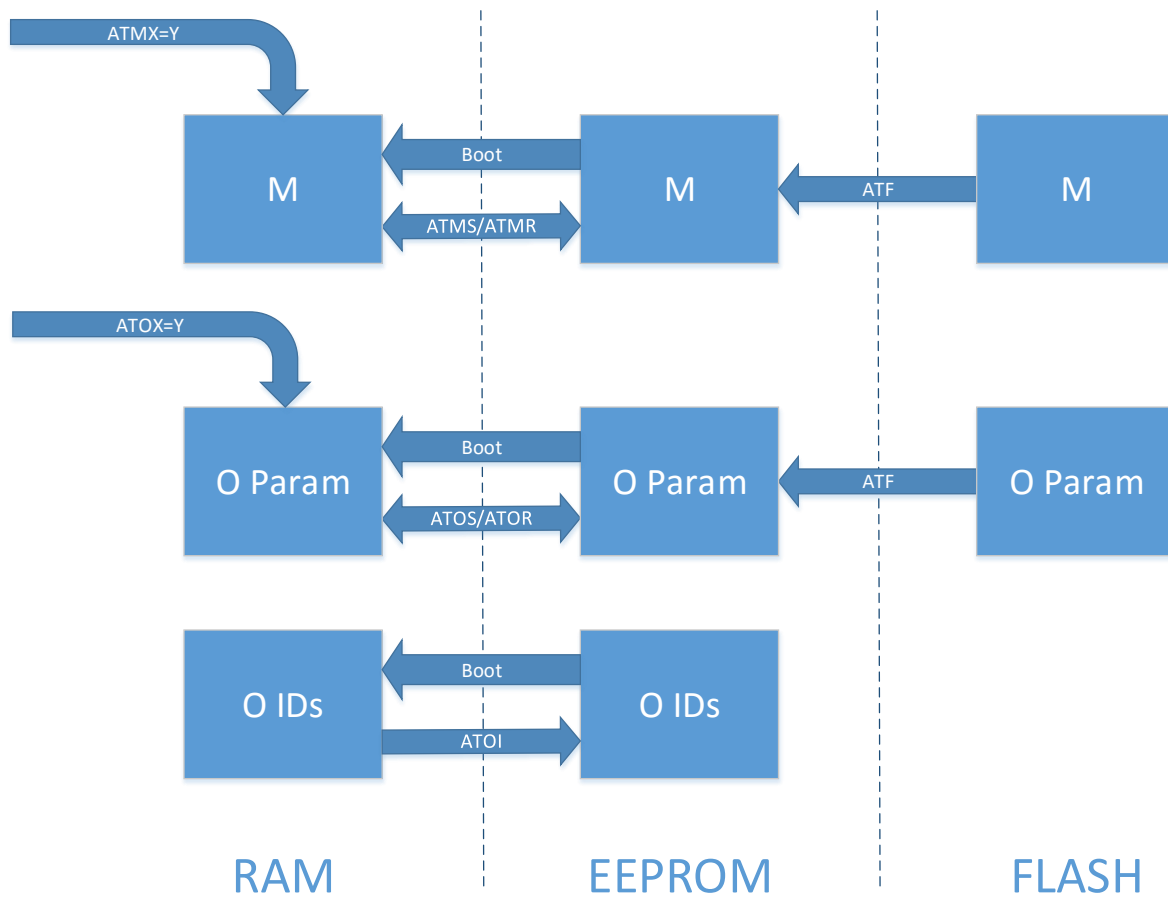 ATMX=Y
M
Boot
ATMS/ATMR
M
ATF
M
ATOX=Y
O Param
Boot
ATOS/ATOR
O Param
ATF
O Param
O IDs
Boot
ATOI
O IDs
RAM
EEPROM
FLASH